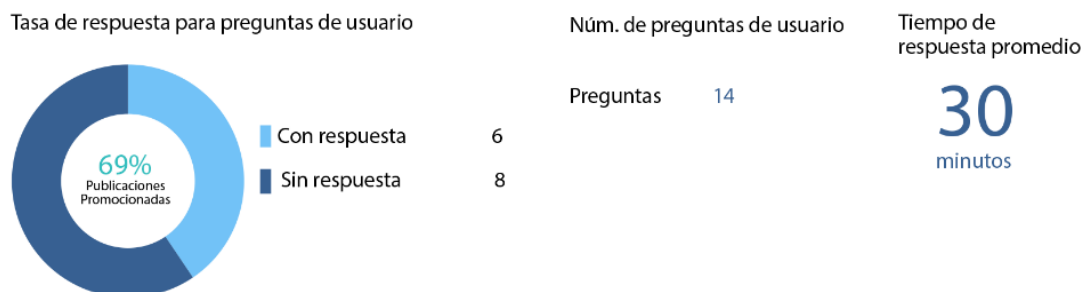 Tasa de respuesta para preguntas de usuario
69%
Publicaciones
Promocionadas
Con respuesta 6
Sin respuesta 8
Núm. de preguntas de usuario
Preguntas 14
Tiempo de
respuesta promedio
30
minutos